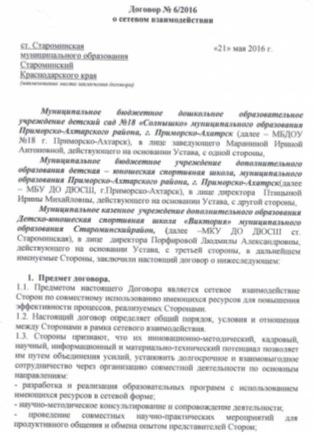 Договор № 6/2016
о сетевом взаимодействии
ст. Староминская «21» мая 2016 г.
муниципального образования
Староминский
Краснодарского края
(наименование места заключения договора)
Муниципальное бюджетное дошкольное образовательное
учреждение детский сад №18 «Солнышко» муниципального образования
Приморско-Ахтарского района, г. Приморско-Ахтарск (далее – МБДОУ
№18 г. Приморско-Ахтарск), в лице заведующего Мараниной Ириной
Антоновной, действующего на основании Устава, с одной стороны,
Муниципальное бюджетное учреждение дополнительного
образования детская – юношеская спортивная школа, муниципального
образования Приморско-Ахтарского района, г. Приморско-Ахтарск(далее
– МБУ ДО ДЮСШ, г.Приморско-Ахтарск), в лице директора Птицыной
Ирины Михайловны, действующего на основании Устава, с другой стороны,
Муниципальное казенное учреждение дополнительного образования
Детско-юношеская спортивная школа «Виктория» муниципального
образования Староминскийрайон, (далее –МКУ ДО ДЮСШ ст.
Староминская), в лице директора Порфировой Людмилы Александровны,
действующего на основании Устава, с третьей стороны, в дальнейшем
именуемые Стороны, заключили настоящий договор о нижеследующем:
1. Предмет договора.
1.1. Предметом настоящего Договора является сетевое взаимодействие
Сторон по совместному использованию имеющихся ресурсов для повышения
эффективности процессов, реализуемых Сторонами.
1.2. Настоящий договор определяет общий порядок, условия и отношения
между Сторонами в рамка сетевого взаимодействия.
1.3. Стороны признают, что их инновационно-методический, кадровый,
научный, информационный и материально-технический потенциал позволяет
им путем объединения усилий, установить долгосрочное и взаимовыгодное
сотрудничество через организацию совместной деятельности по основным
направлениям:
- разработка и реализация образовательных программ с использованием
имеющихся ресурсов в сетевой форме;
- научно-методическое консультирование и сопровождение деятельности;
- проведение совместных научно-практических мероприятий для
продуктивного общения и обмена опытом представителей Сторон;